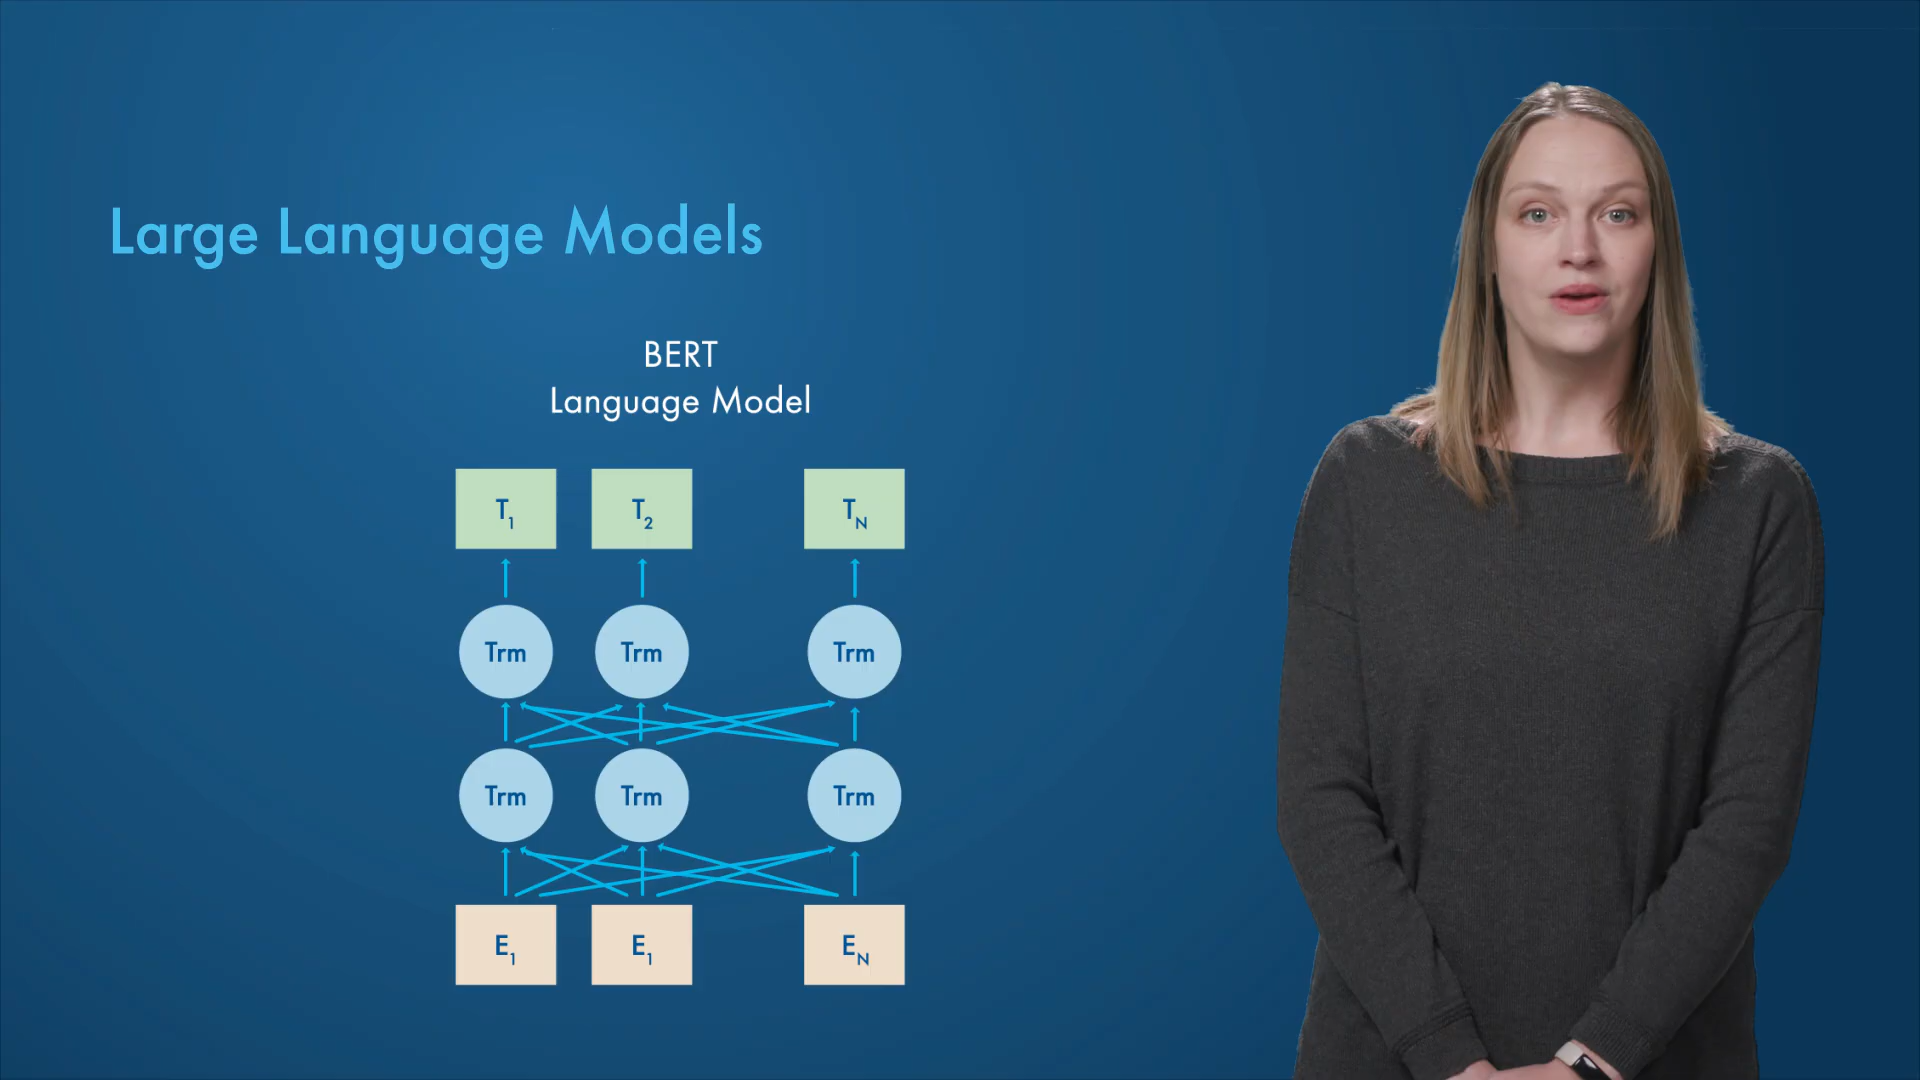 Large Language Models
BERT
Language Model
T1 T2 TN
Trm Trm Trm
Trm Trm Trm
E1 E1 EN